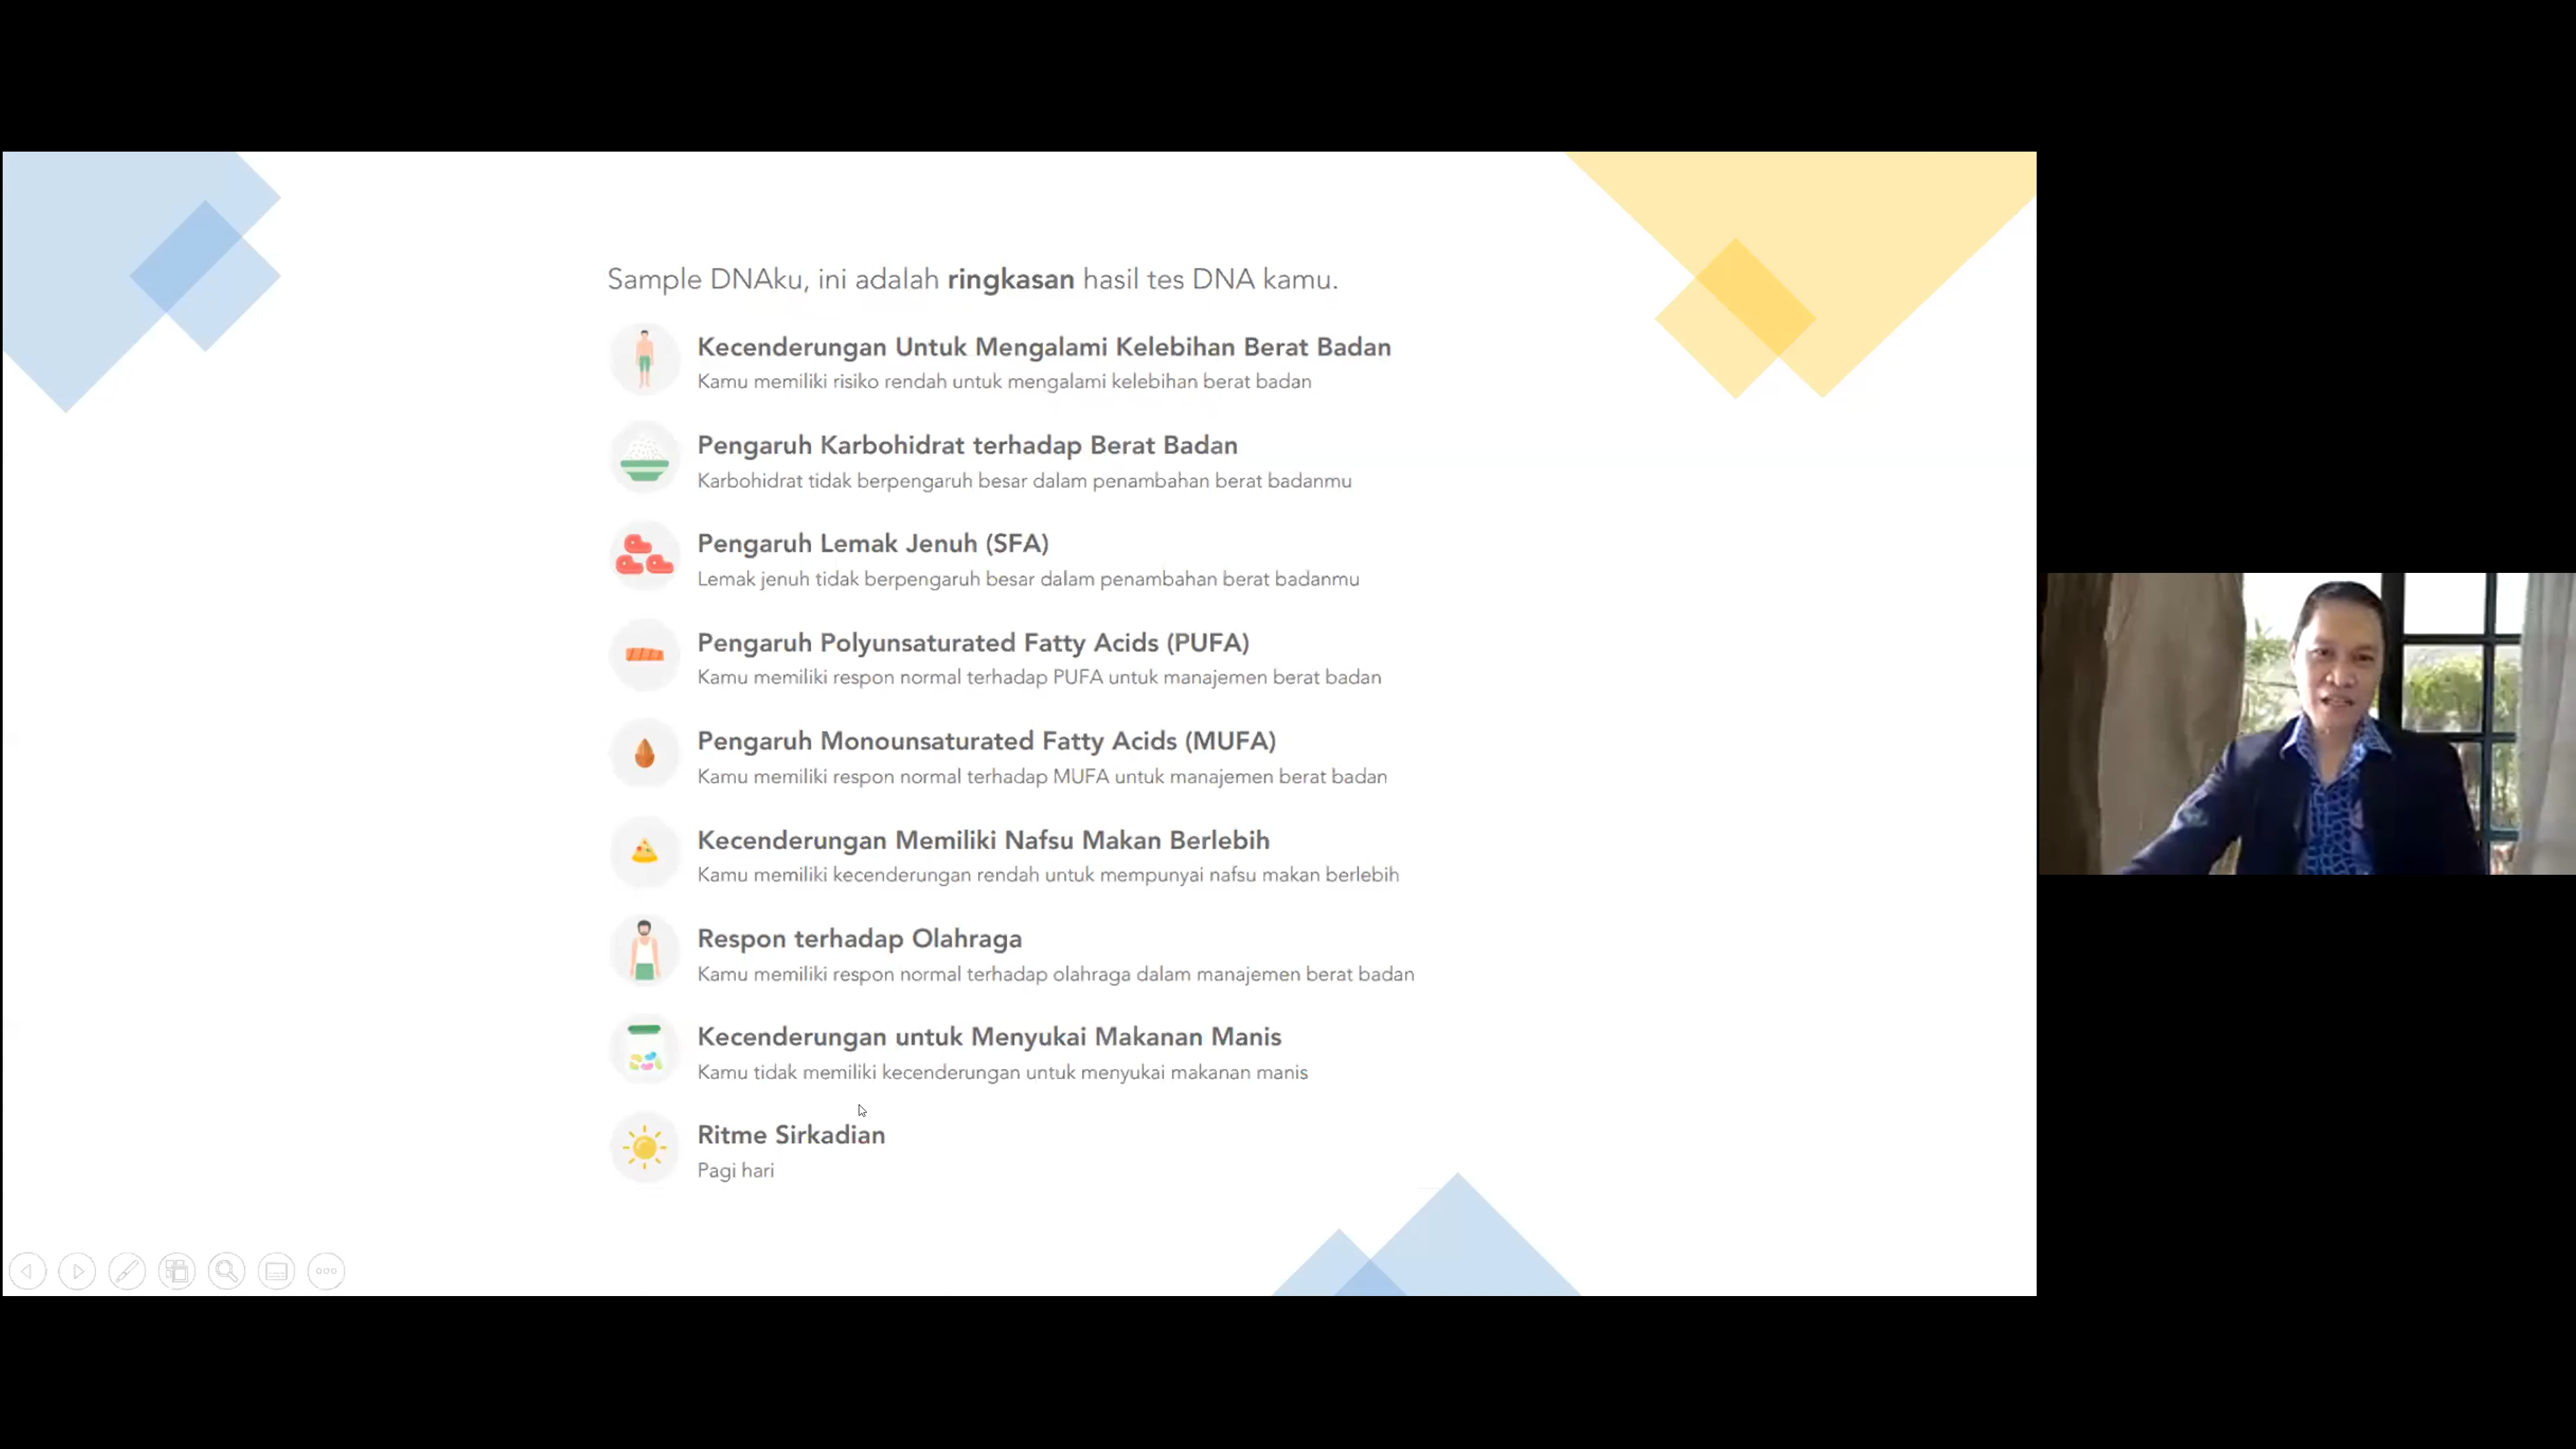 Sample DNAku, ini adalah ringkasan hasil tes DNA kamu.
Kecenderungan Untuk Mengalami Kelebihan Berat Badan
Kamu memiliki risiko rendah untuk mengalami kelebihan berat badan
Pengaruh Karbohidrat terhadap Berat Badan
Karbohidrat tidak berpengaruh besar dalam penambahan berat badanmu
Pengaruh Lemak Jenuh (SFA)
Lemak jenuh tidak berpengaruh besar dalam penambahan berat badanmu
Pengaruh Polyunsaturated Fatty Acids (PUFA)
Kamu memiliki respon normal terhadap PUFA untuk manajemen berat badan
Pengaruh Monounsaturated Fatty Acids (MUFA)
Kamu memiliki respon normal terhadap MUFA untuk manajemen berat badan
Kecenderungan Memiliki Nafsu Makan Berlebih
Kamu memiliki kecenderungan rendah untuk mempunyai nafsu makan berlebih
Respon terhadap Olahraga
Kamu memiliki respon normal terhadap olahraga dalam manajemen berat badan
Kecenderungan untuk Menyukai Makanan Manis
Kamu tidak memiliki kecenderungan untuk menyukai makanan manis
Ritme Sirkadian
Pagi hari